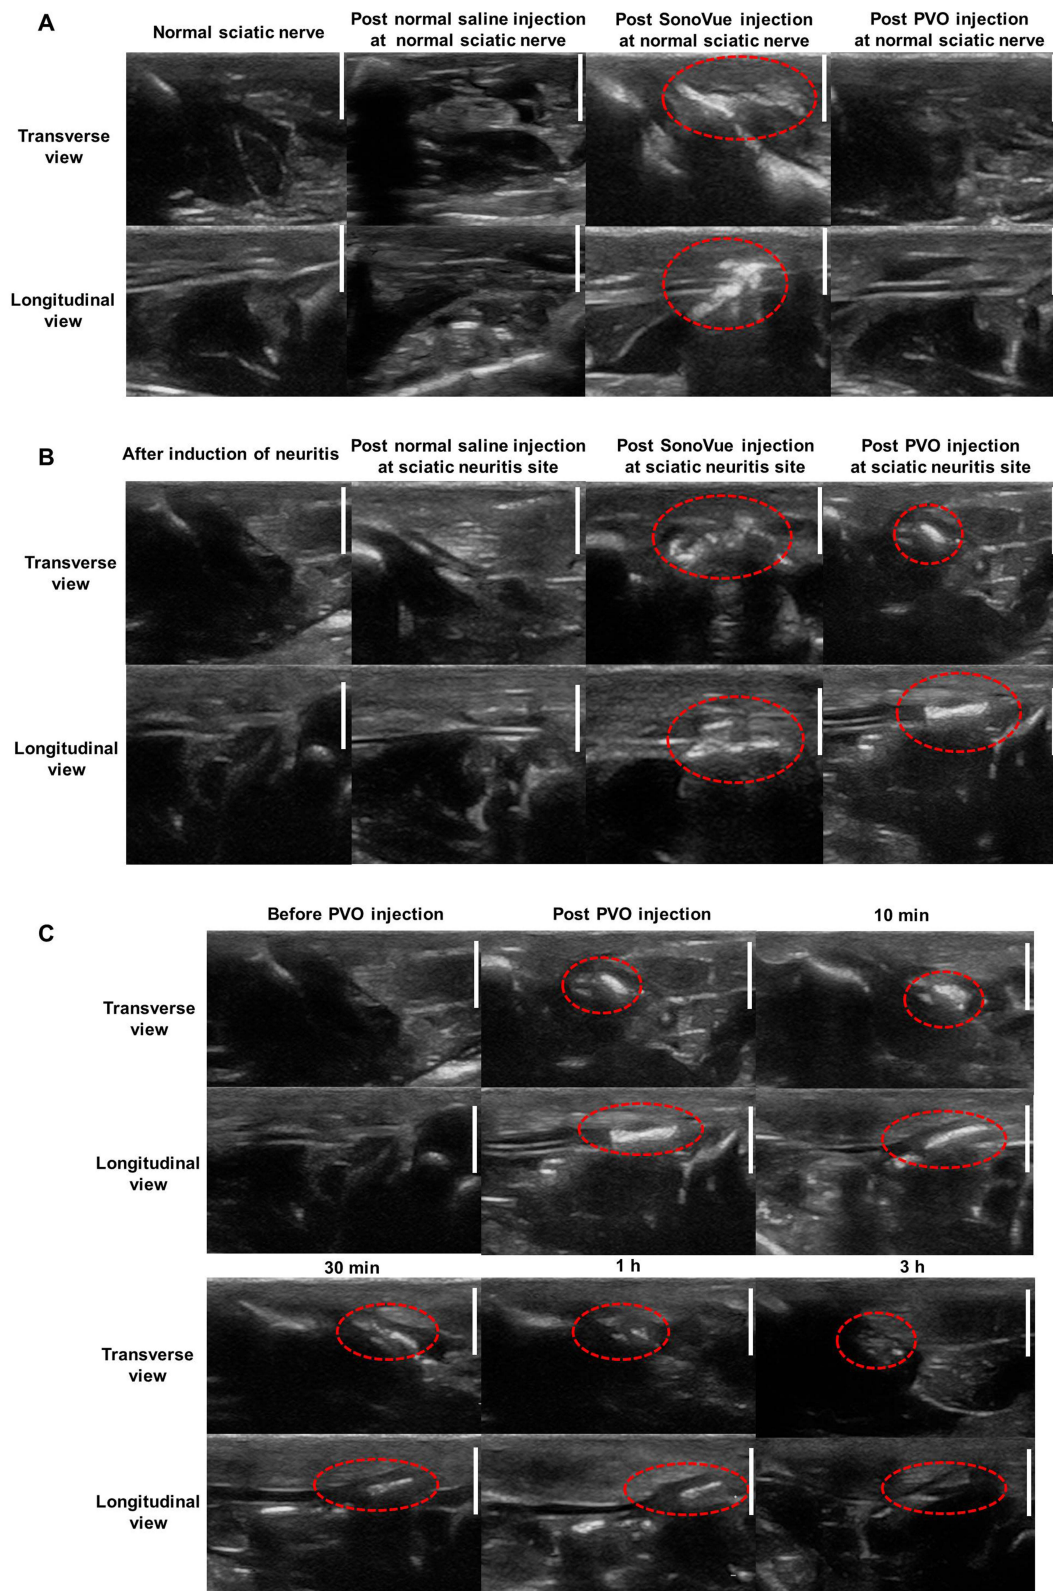 A
Normal sciatic nerve
Post normal saline injection
at normal sciatic nerve
Post SonoVue injection
at normal sciatic nerve
Post PVO injection
at normal sciatic nerve
Transverse
view
Longitudinal
view
B
After induction of neuritis
Post normal saline injection
at sciatic neuritis site
Post SonoVue injection
at sciatic neuritis site
Post PVO injection
at sciatic neuritis site
Transverse
view
Longitudinal
view
C
Before PVO injection
Post PVO injection
10 min
Transverse
view
Longitudinal
view
30 min
1 h
3 h
Transverse
view
Longitudinal
view